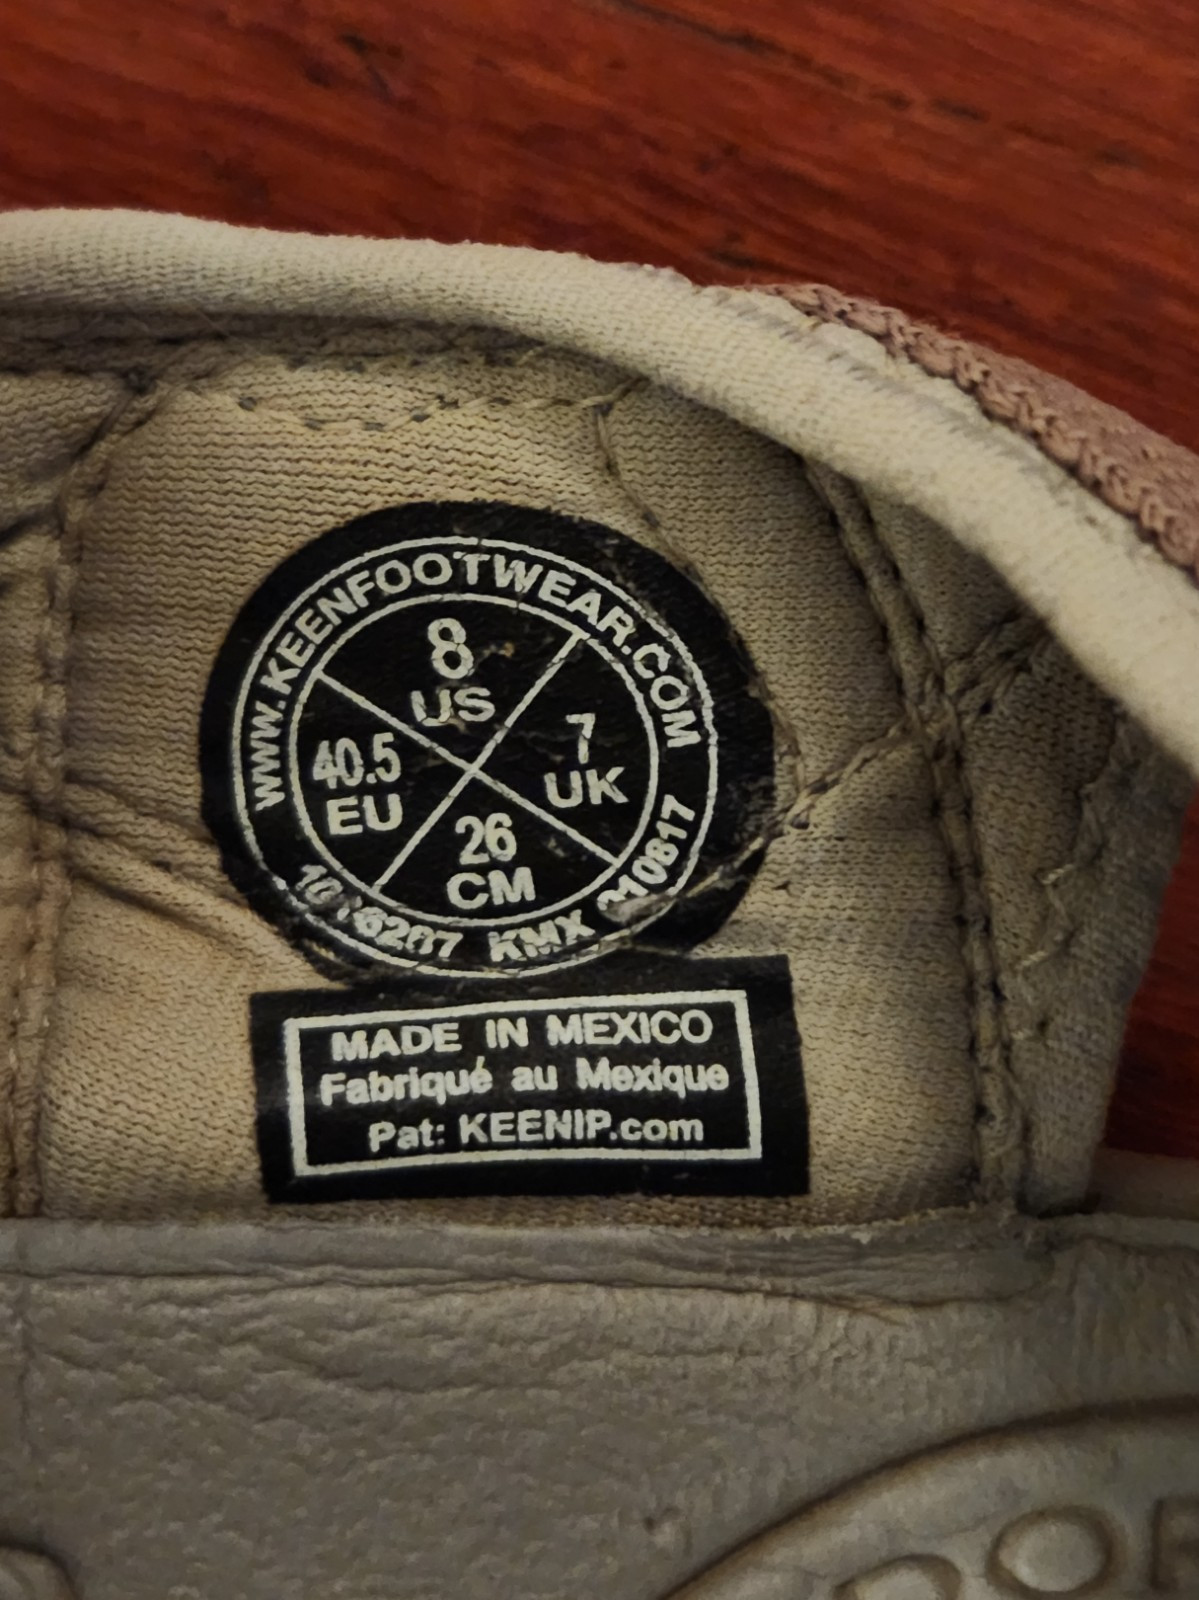 WWW.KEENFOOTWEAR.COM
8
US
40.5
EU
7
UK
26
CM
KMX
MADE IN MEXICO
Fabriqué au Mexique
Pat: KEENIP.com